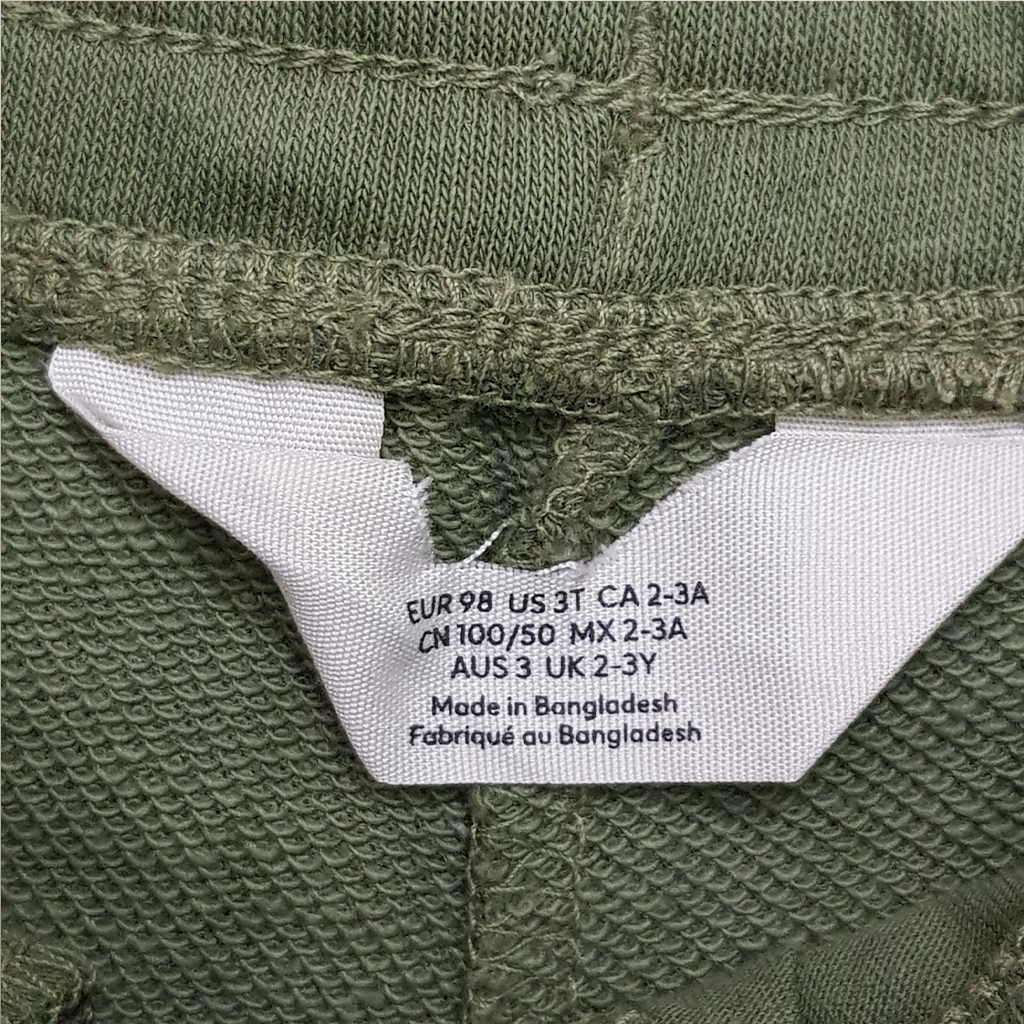 EUR 98 US 3T CA 2-3A
CN 100/50 MX 2-3A
AUS 3 UK 2-3Y
Made in Bangladesh
Fabriqué au Bangladesh